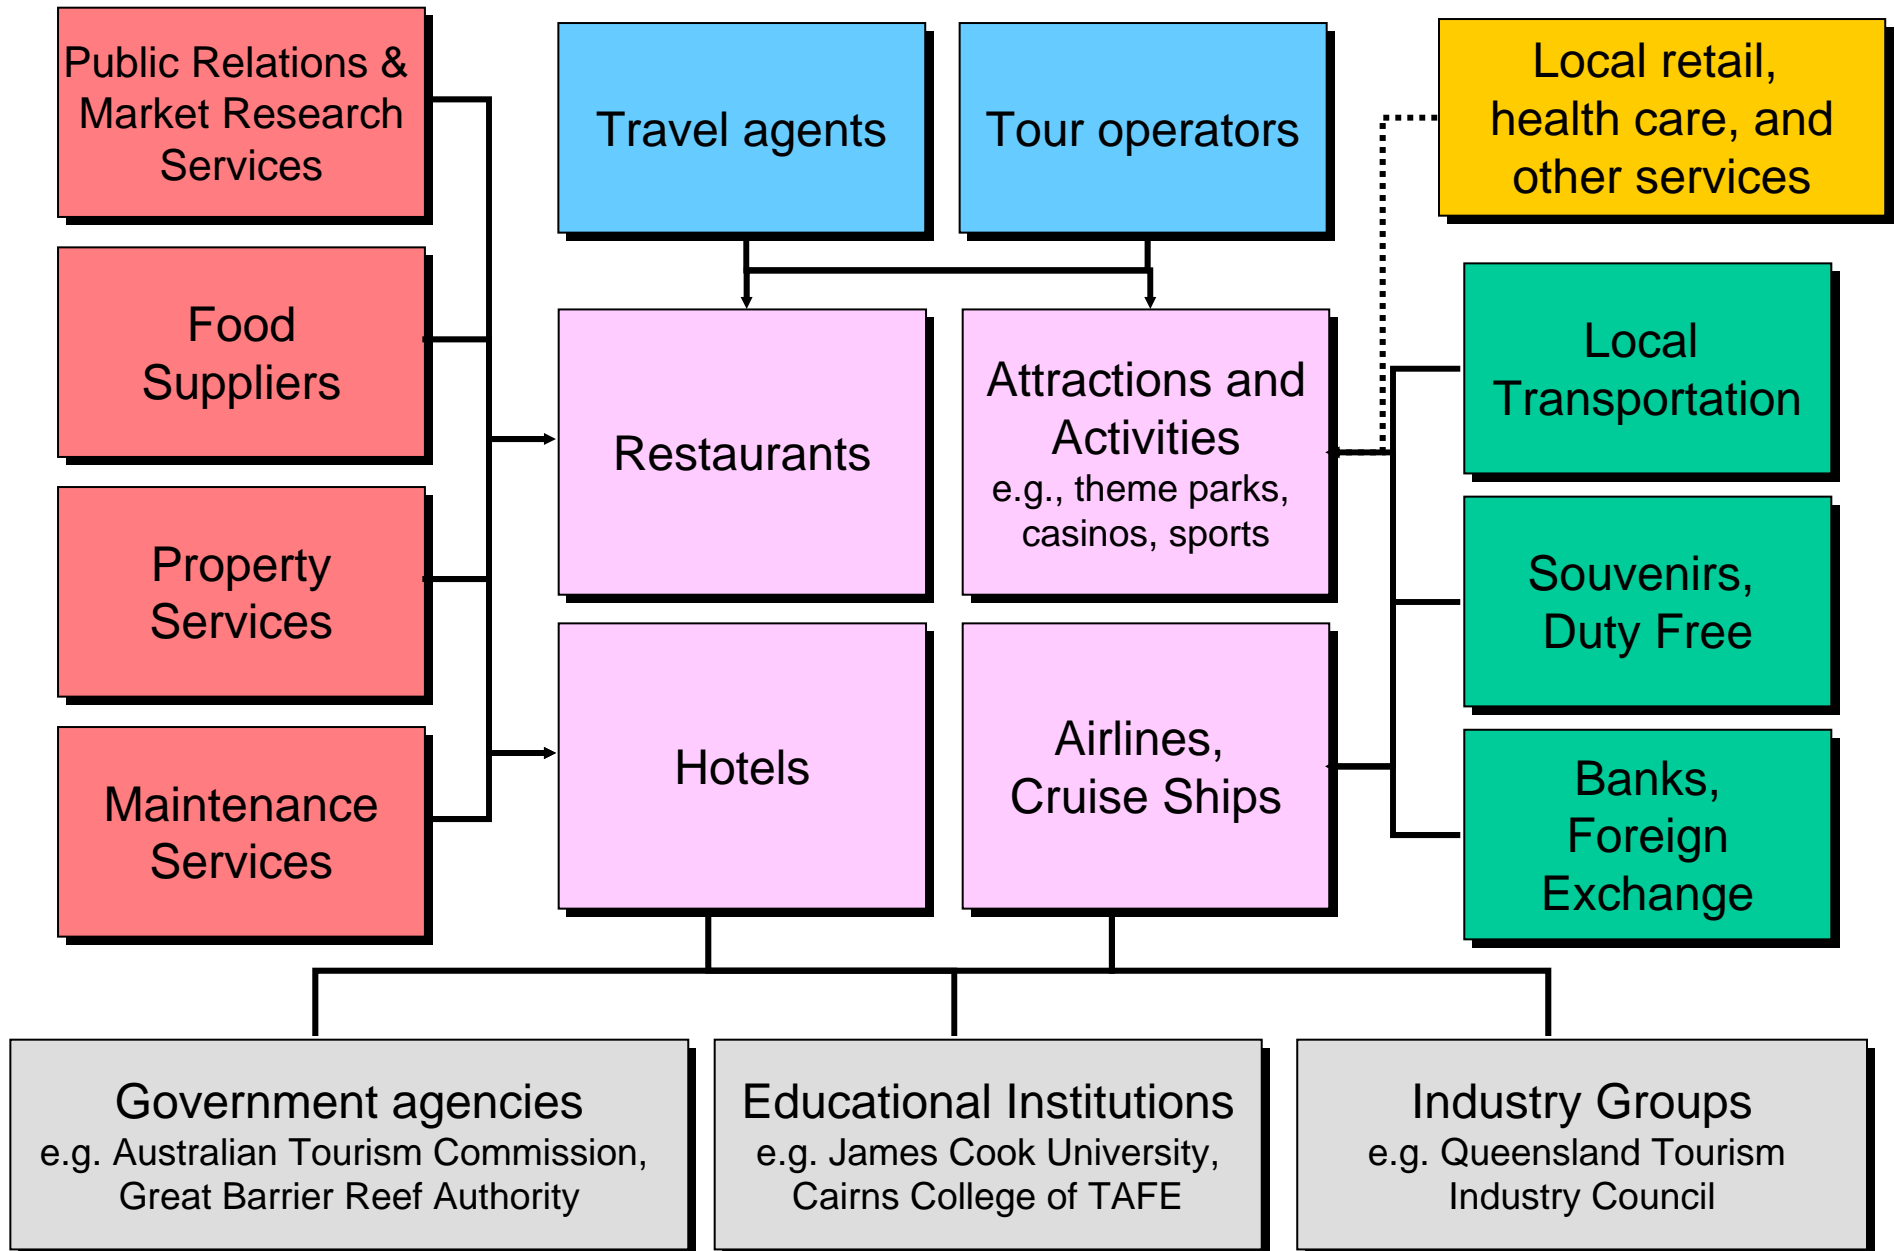 Public Relations &
Market Research
Services
Travel agents
Tour operators
Local retail,
health care, and
other services
Food
Suppliers
Restaurants
Attractions and
Activities
e.g., theme parks,
casinos, sports
Local
Transportation
Property
Services
Souvenirs,
Duty Free
Maintenance
Services
Hotels
Airlines,
Cruise Ships
Banks,
Foreign
Exchange
Government agencies
e.g. Australian Tourism Commission,
Great Barrier Reef Authority
Educational Institutions
e.g. James Cook University,
Cairns College of TAFE
Industry Groups
e.g. Queensland Tourism
Industry Council